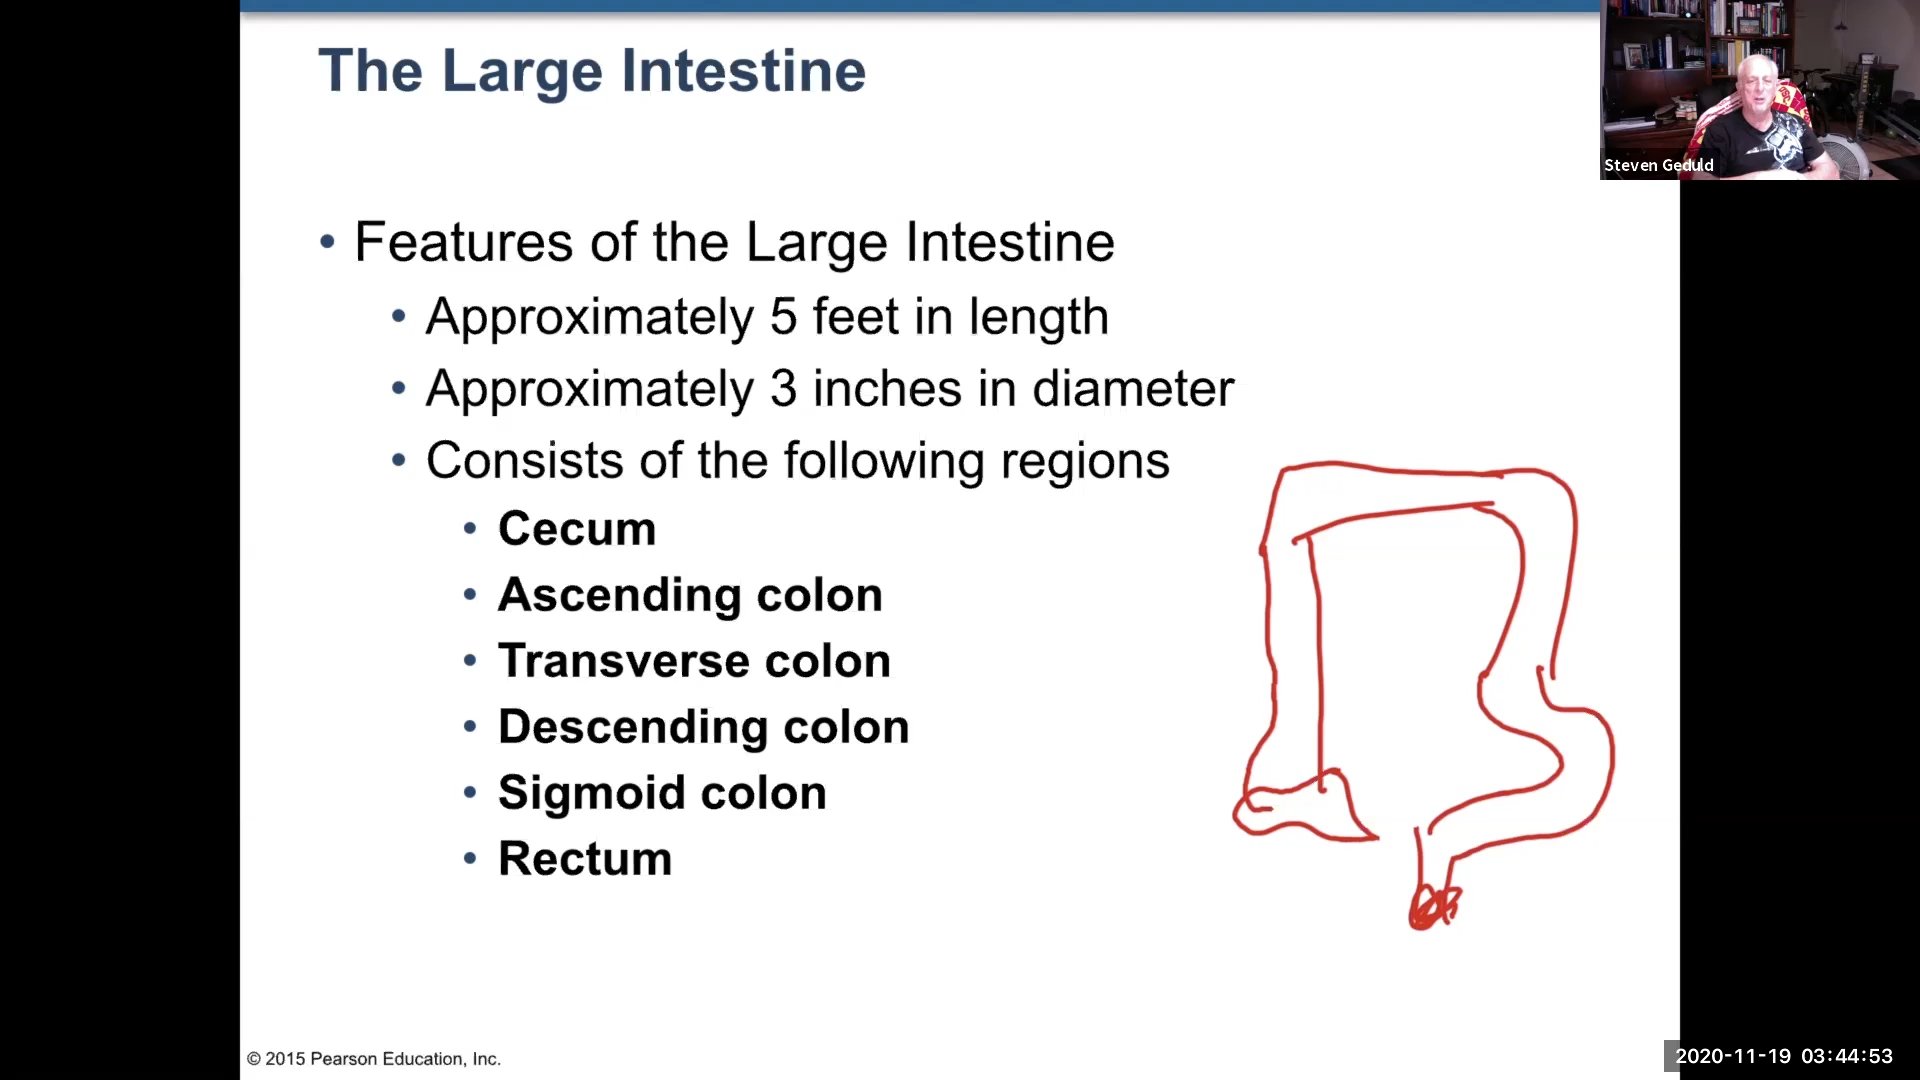 The Large Intestine
Steven Geduld
• Features of the Large Intestine
• Approximately 5 feet in length
• Approximately 3 inches in diameter
• Consists of the following regions
• Cecum
• Ascending colon
• Transverse colon
• Descending colon
• Sigmoid colon
• Rectum
© 2015 Pearson Education, Inc.
2020-11-19 03:44:53